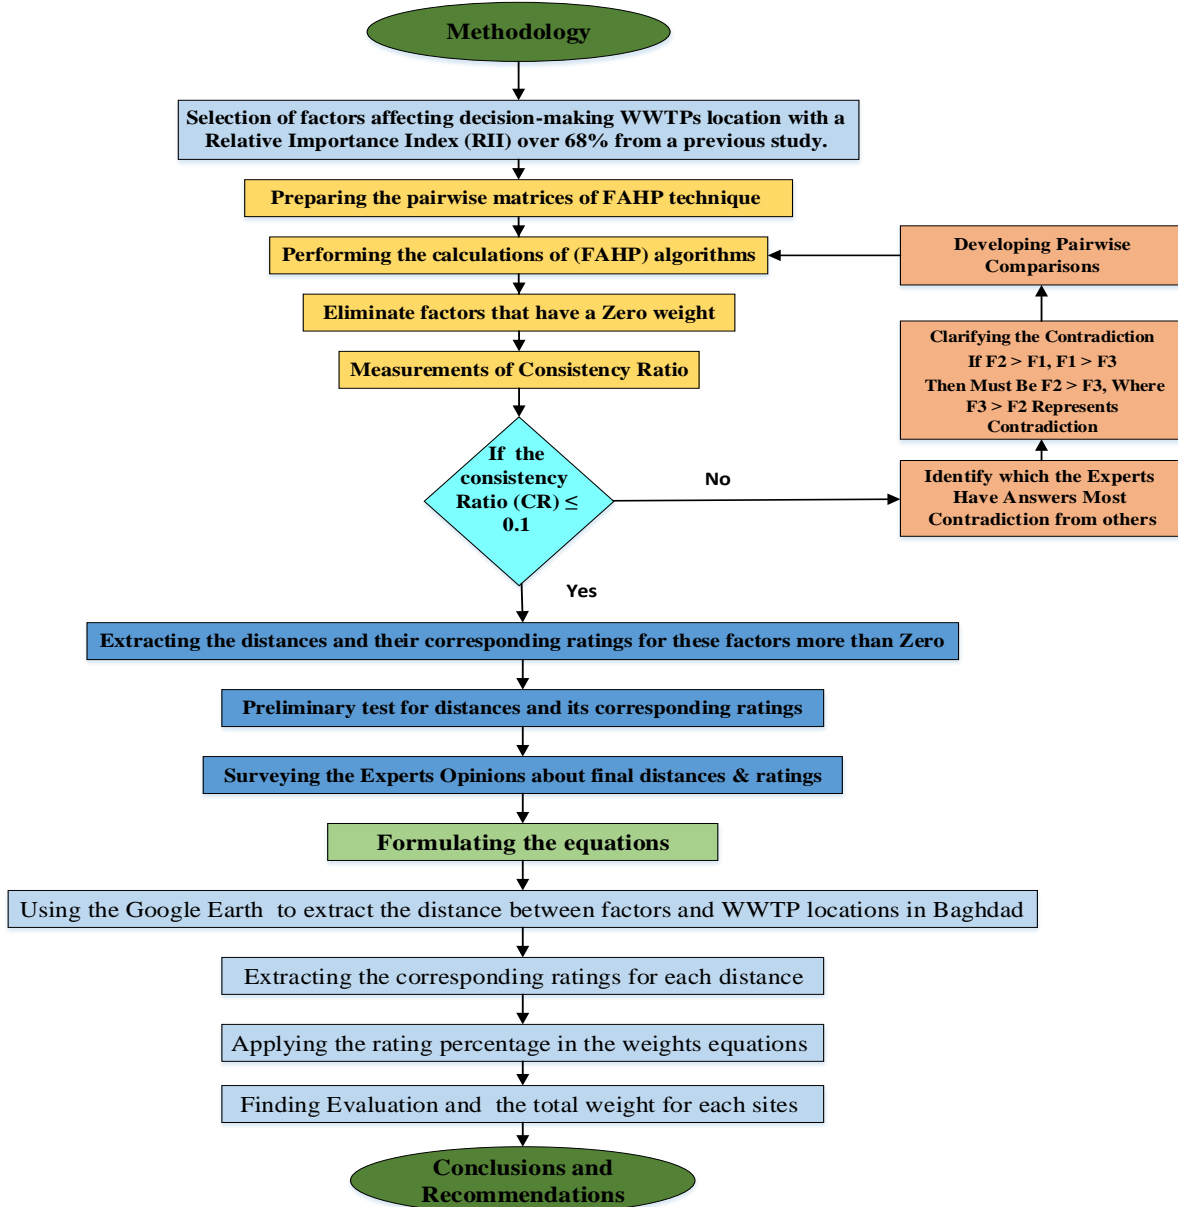 Methodology
Selection of factors affecting decision-making WWTPs location with a
Relative Importance Index (RII) over 68% from a previous study.
Preparing the pairwise matrices of FAHP technique
Performing the calculations of (FAHP) algorithms
Eliminate factors that have a Zero weight
Measurements of Consistency Ratio
If the
consistency
Ratio (CR) ≤
0.1
No
Identify which the Experts
Have Answers Most
Contradiction from others
Clarifying the Contradiction
If F2 > F1, F1 > F3
Then Must Be F2 > F3, Where
F3 > F2 Represents
Contradiction
Developing Pairwise
Comparisons
Yes
Extracting the distances and their corresponding ratings for these factors more than Zero
Preliminary test for distances and its corresponding ratings
Surveying the Experts Opinions about final distances & ratings
Formulating the equations
Using the Google Earth to extract the distance between factors and WWTP locations in Baghdad
Extracting the corresponding ratings for each distance
Applying the rating percentage in the weights equations
Finding Evaluation and the total weight for each sites
Conclusions and
Recommendations